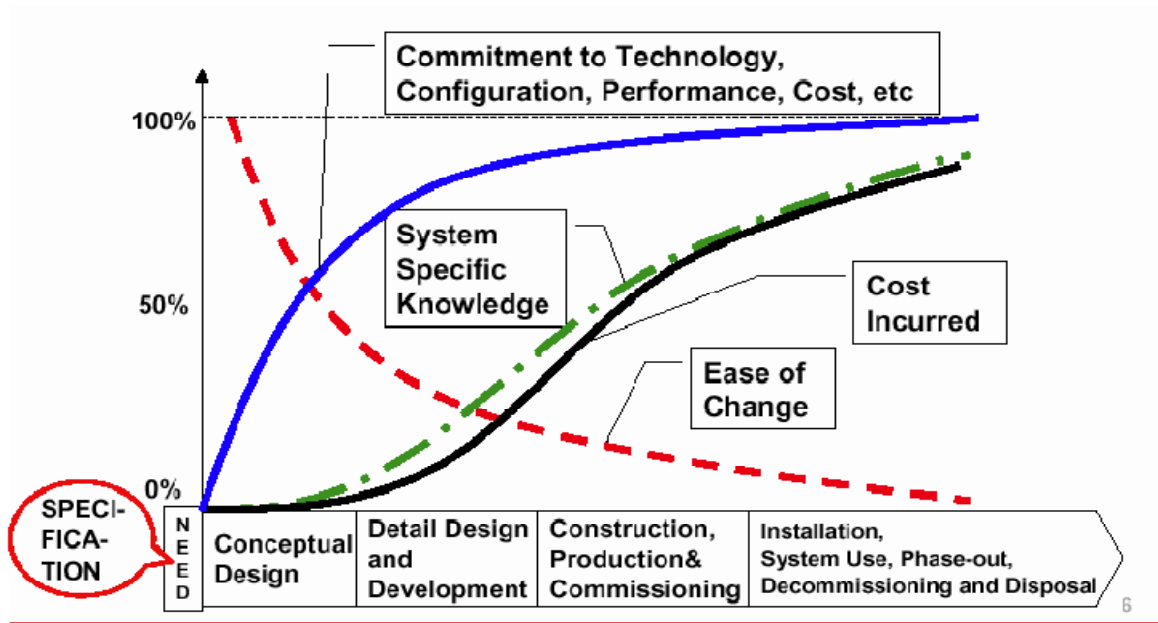 Commitment to Technology,
Configuration, Performance, Cost, etc
100%
System
Specific
Knowledge
50%
Cost
Incurred
Ease of
Change
0%
SPECI-
FICA-
TION
N
E
E
D
Conceptual
Design
Detail Design
and
Development
Construction,
Production&
Commissioning
Installation,
System Use, Phase-out,
Decommissioning and Disposal
6